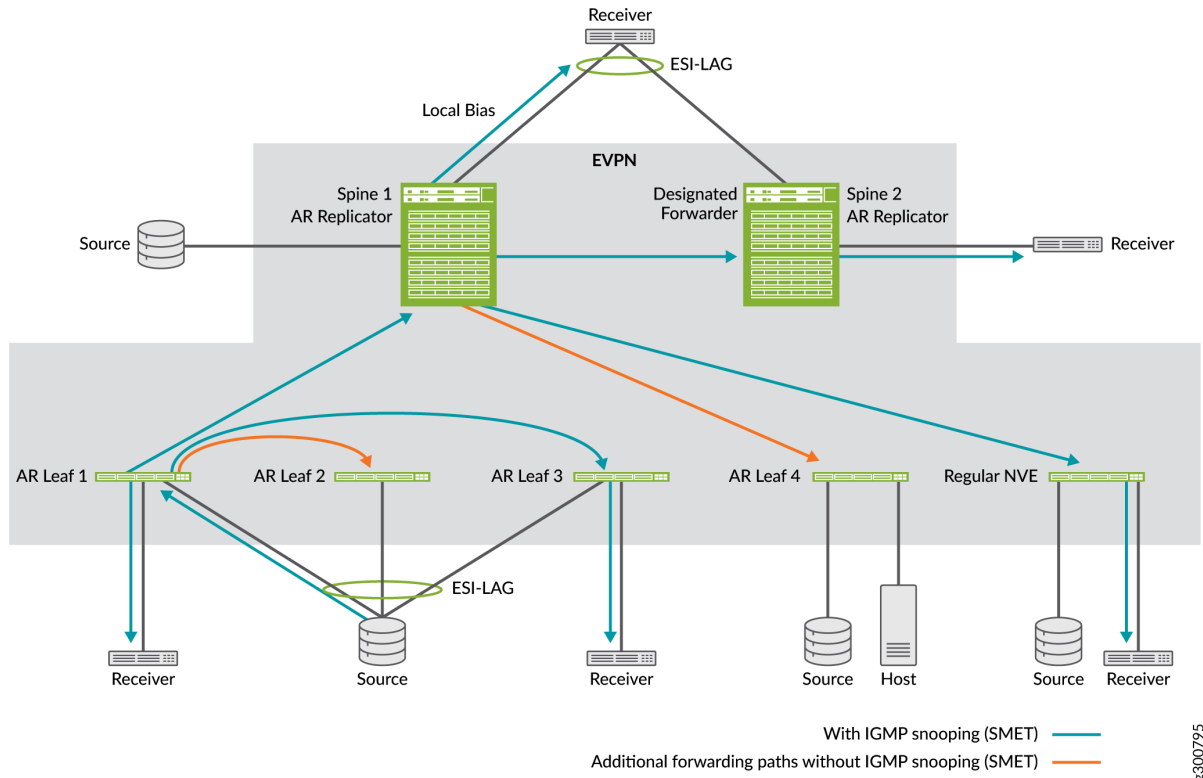 Receiver
ESI-LAG
Local Bias
EVPN
Spine 1
AR Replicator
Designated
Forwarder
Spine 2
AR Replicator
Source
Receiver
AR Leaf 1
AR Leaf 2
AR Leaf 3
AR Leaf 4
Regular NVE
ESI-LAG
Receiver
Source
Receiver
Source
Host
Source
Receiver
With IGMP snooping (SMET)
Additional forwarding paths without IGMP snooping (SMET)